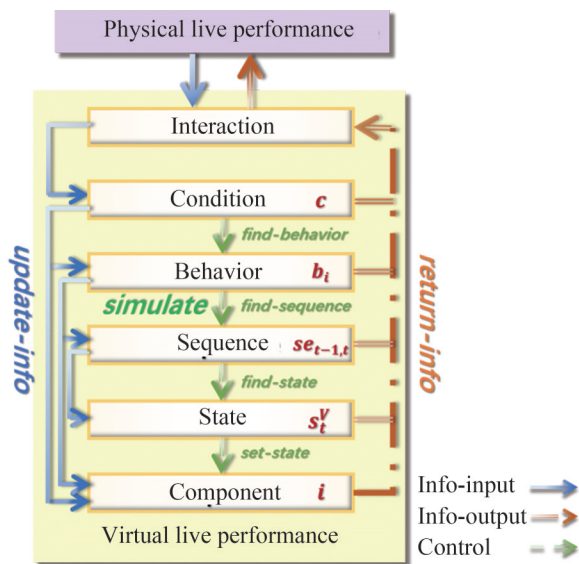 Physical live performance
Interaction
Condition c
find-behavior
Behavior b_i
simulate find-sequence
Sequence se_{t-1,t}
find-state
State s_t^V
set-state
Component i
Virtual live performance
update-info
return-info
Info-input
Info-output
Control